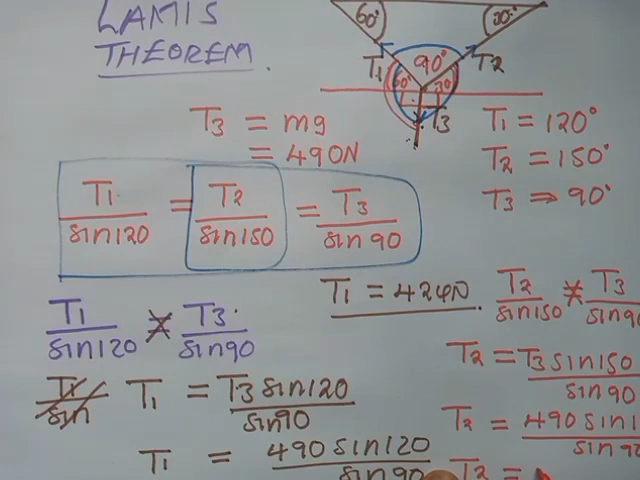 LAMIS
THEOREM.
60° 30°
T1 90° T2
60° 30°
T3
T3 = mg
= 490N
T1 = 120°
T2 = 150°
T3 ⇒ 90°
T1/sin120 = T2/sin150 = T3/sin90
T1 = 424N.
T1/sin120 T3/sin90
T2/sin150 T3/sin90
T1 = T3 sin120/sin90
T1 = 490 sin120/sin90
T2 = T3 sin150/sin90
T2 = 490 sin1
T2 =